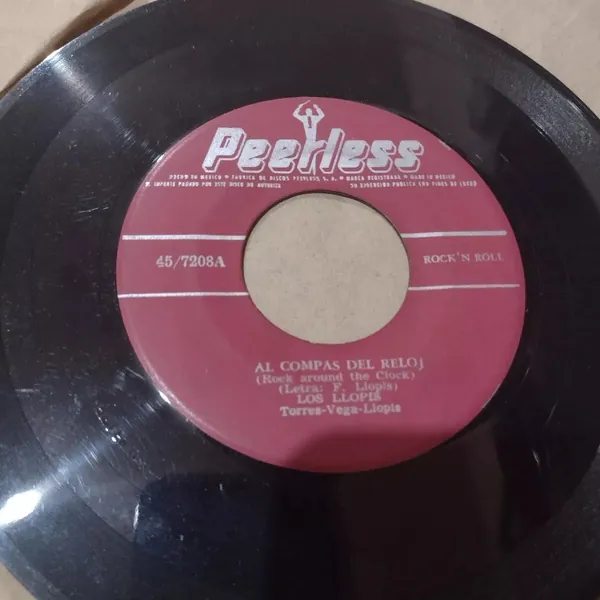 Peerless
HECHO EN MEXICO • FABRICA DE DISCOS PEERLESS S. A. • MARCA REGISTRADA • MADE IN MEXICO
EL IMPORTE PAGADO POR ESTE DISCO NO AUTORIZA
SU EJECUCION PUBLICA CON FINES DE LUCRO
45/7208A
ROCK'N ROLL
AL COMPAS DEL RELOJ
(Rock around the Clock)
(Letra: F. Llopis)
LOS LLOPIS
Torres-Vega-Llopis